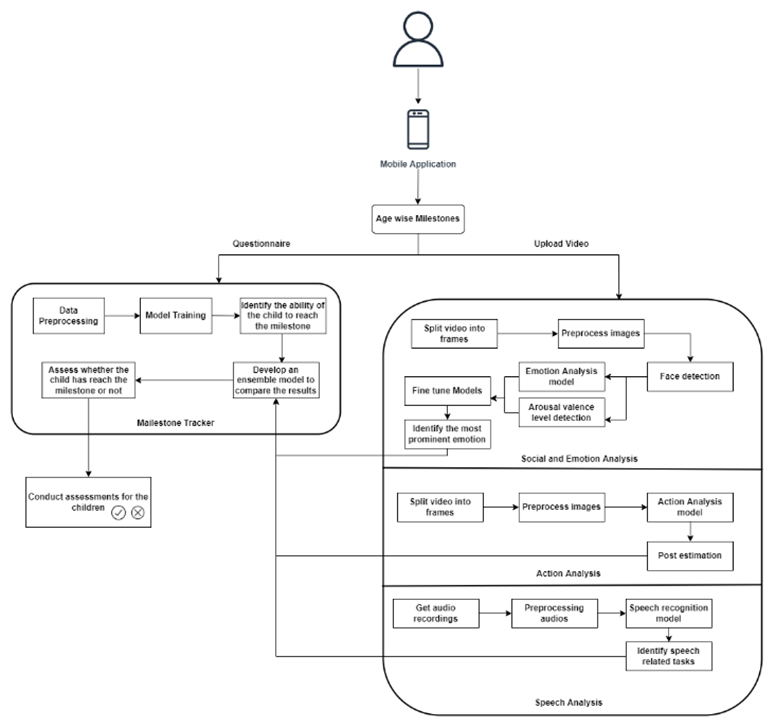 Mobile Application
Age wise Milestones
Questionnaire
Upload Video
Data
Preprocessing
Model Training
Identify the ability of
the child to reach
the milestone
Assess whether the
child has reach the
milestone or not
Develop an
ensemble model to
compare the results
Mailestone Tracker
Conduct assessments for the
children
Split video into
frames
Preprocess images
Face detection
Emotion Analysis
model
Arousal valence
level detection
Fine tune Models
Identify the most
prominent emotion
Social and Emotion Analysis
Split video into
frames
Preprocess images
Action Analysis
model
Post estimation
Action Analysis
Get audio
recordings
Preprocessing
audios
Speech recognition
model
Identify speech
related tasks
Speech Analysis